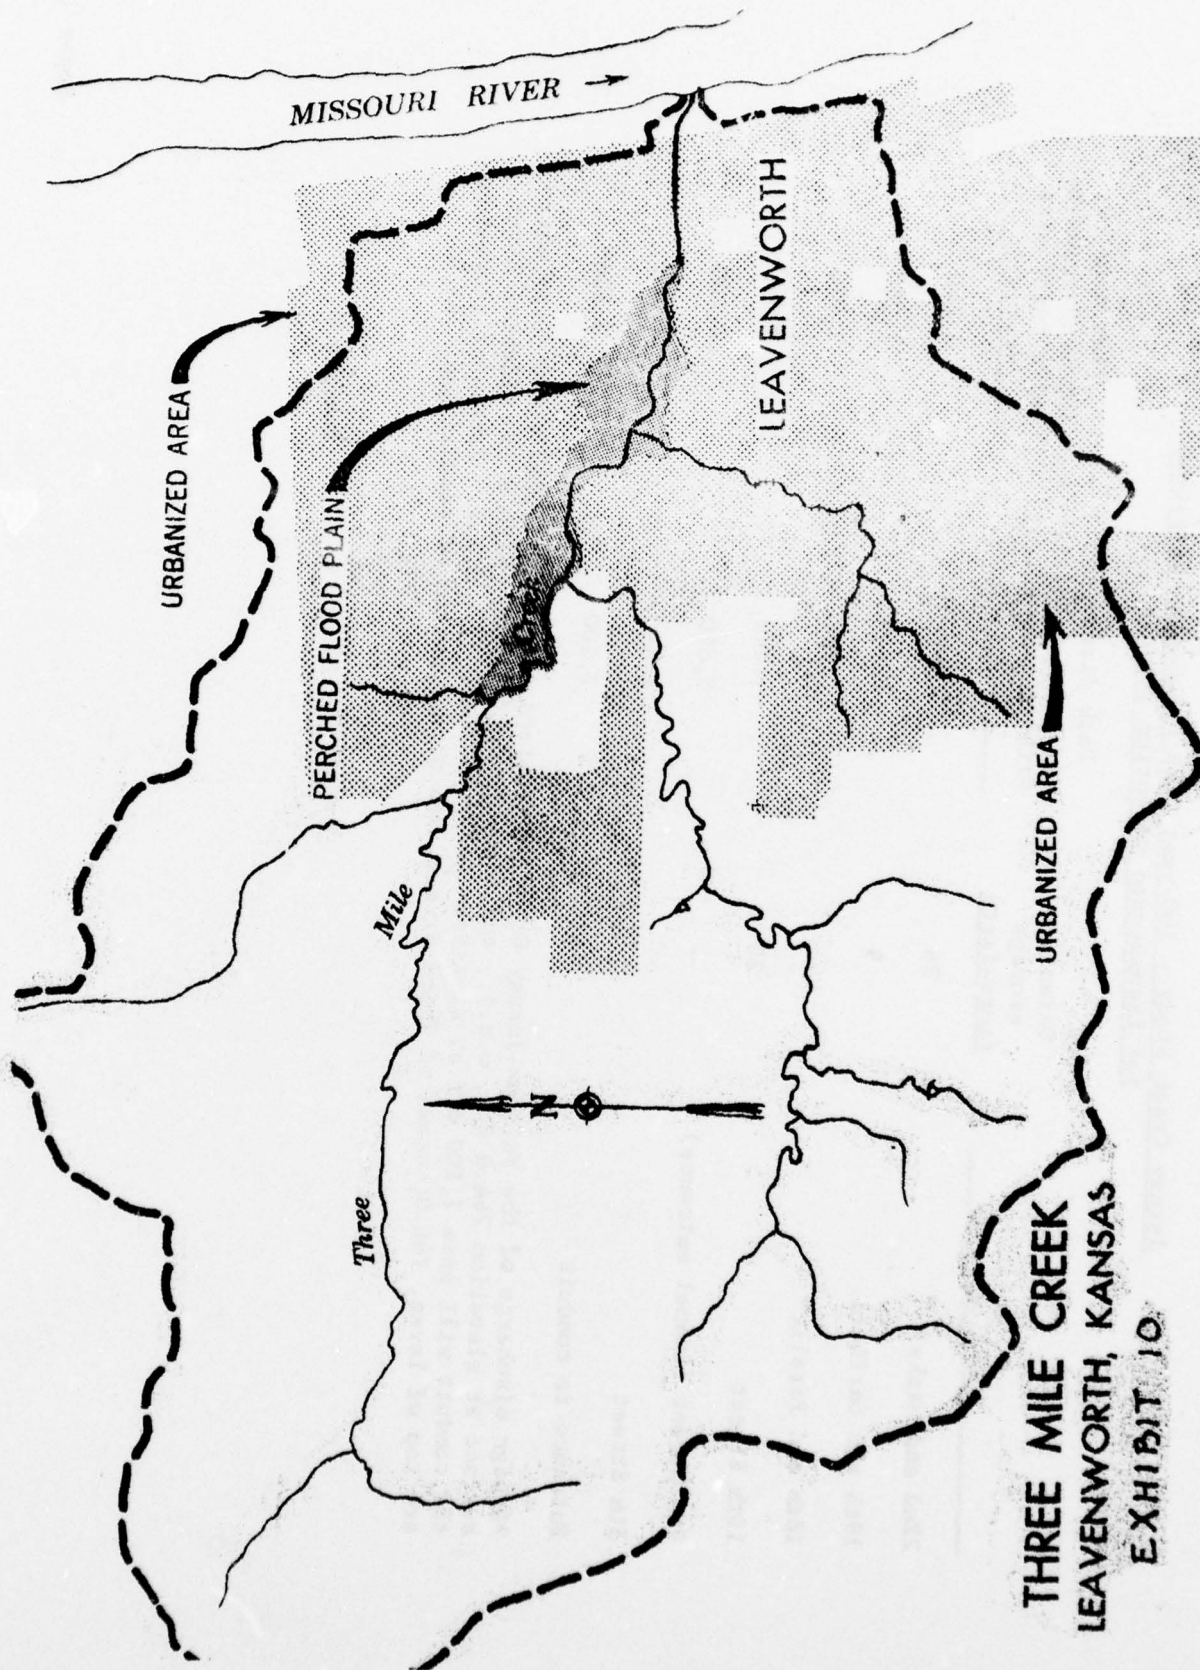 MISSOURI RIVER
URBANIZED AREA
PERCHED FLOOD PLAIN
LEAVENWORTH
Three Mile Creek
N
URBANIZED AREA
THREE MILE CREEK
LEAVENWORTH, KANSAS
EXHIBIT 10